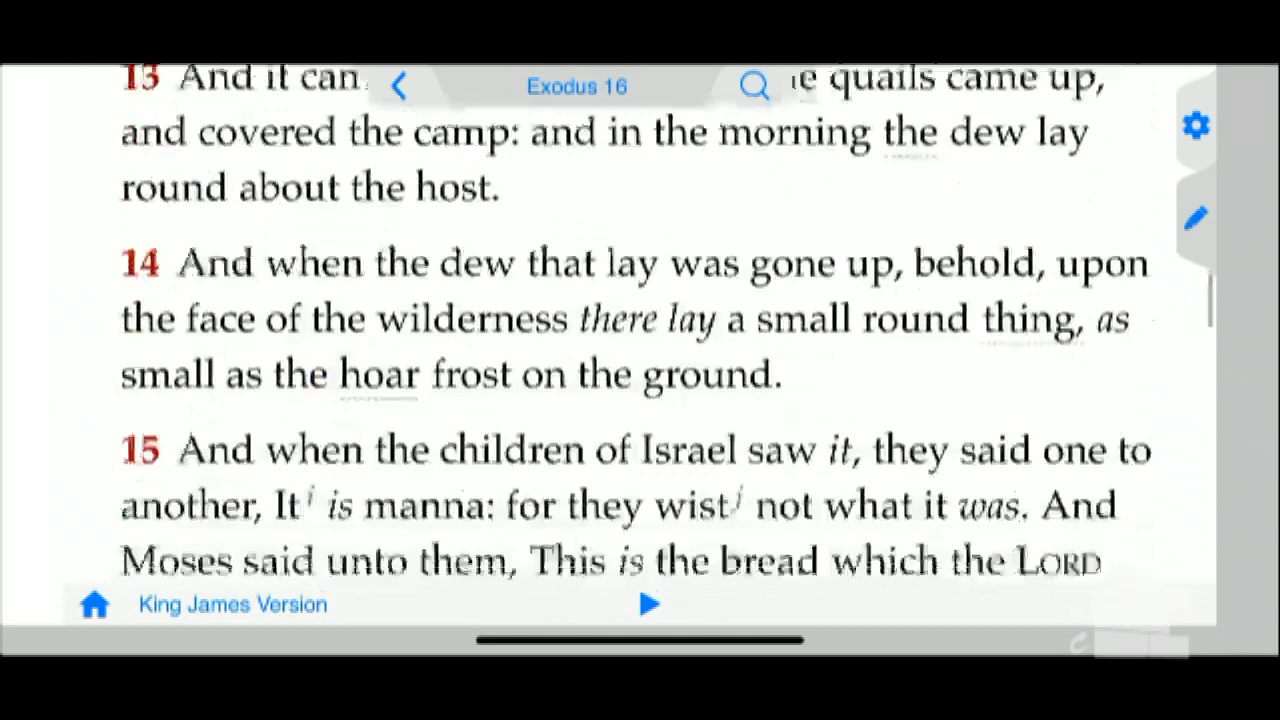 13 And it can e quails came up,
Exodus 16
and covered the camp: and in the morning the dew lay
round about the host.
14 And when the dew that lay was gone up, behold, upon
the face of the wilderness there lay a small round thing, as
small as the hoar frost on the ground.
15 And when the children of Israel saw it, they said one to
another, It i is manna: for they wist j not what it was. And
Moses said unto them, This is the bread which the LORD
King James Version